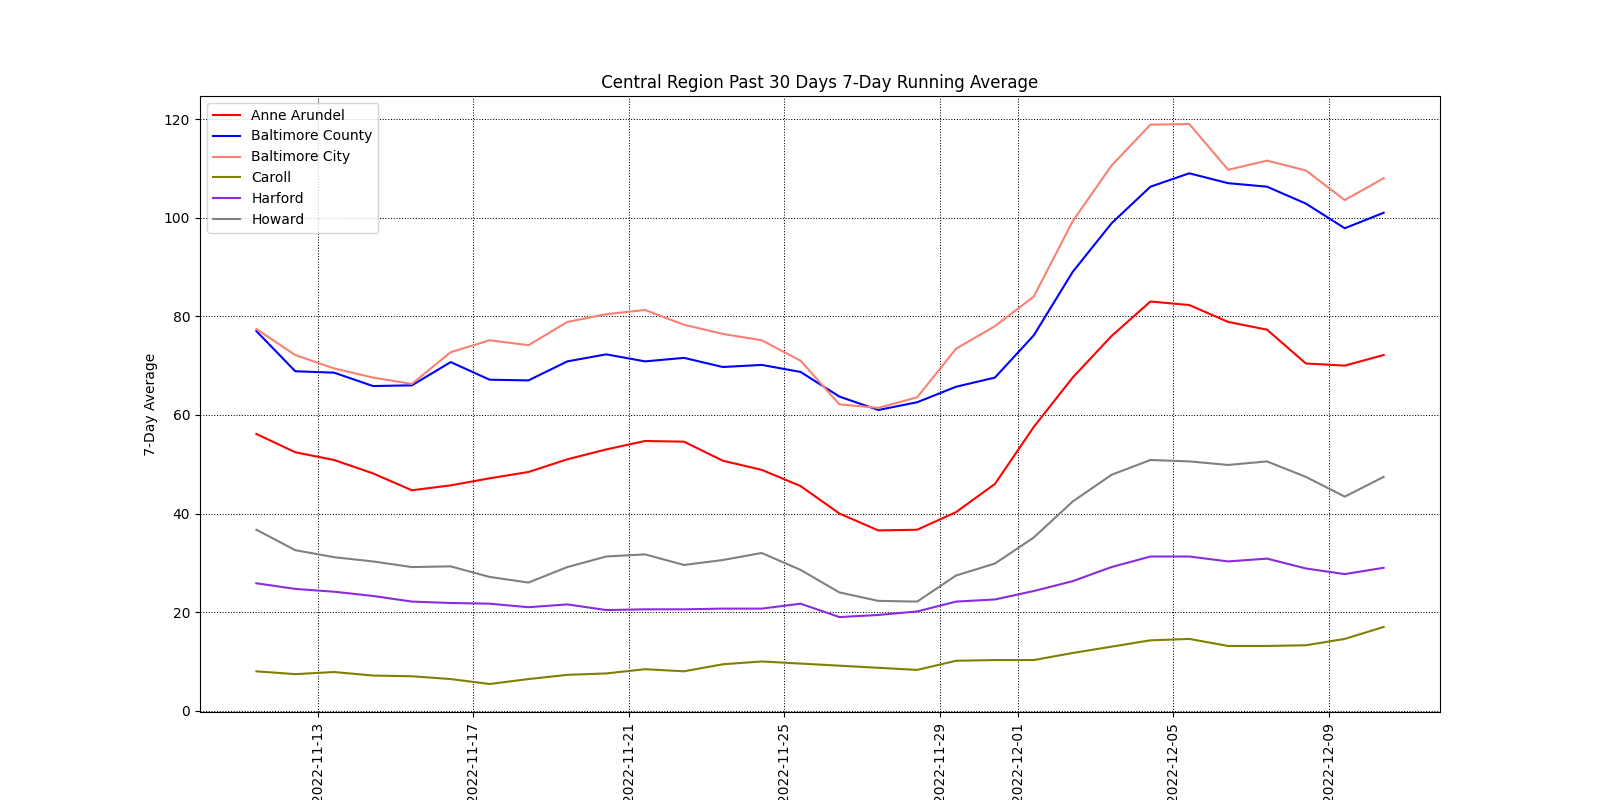 Central Region Past 30 Days 7-Day Running Average
Anne Arundel
Baltimore County
Baltimore City
Caroll
Harford
Howard
120
100
80
60
40
20
0
7-Day Average
2022-11-13
2022-11-17
2022-11-21
2022-11-25
2022-11-29
2022-12-01
2022-12-05
2022-12-09